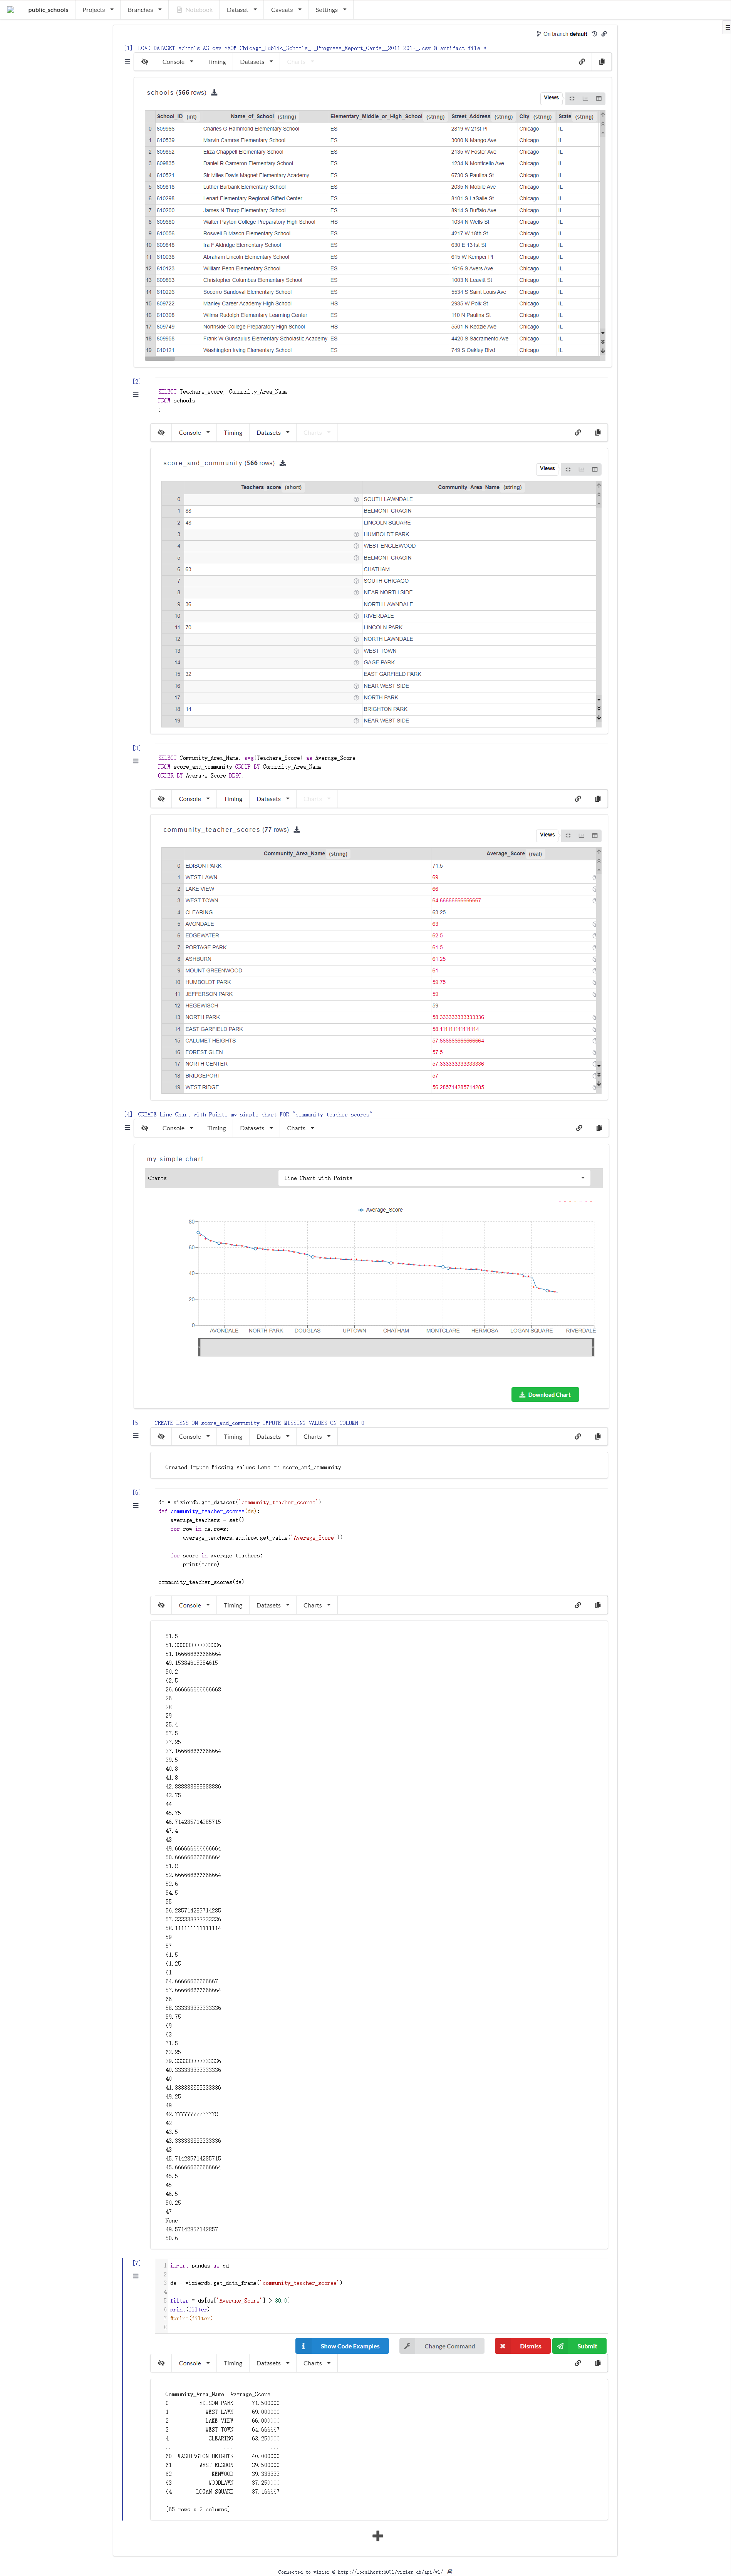 public_schools Projects Branches Notebook Dataset Caveats Settings
On branch default
[1] LOAD DATASET schools AS csv FROM Chicago_Public_Schools_-_Progress_Report_Cards__2011-2012_.csv @ artifact file 8
Console Timing Datasets Charts
schools (566 rows)
Views
School_ID (int) Name_of_School (string) Elementary_Middle_or_High_School (string) Street_Address (string) City (string) State (string)
0 609966 Charles G Hammond Elementary School ES 2819 W 21st Pl Chicago IL
1 610539 Marvin Camras Elementary School ES 3000 N Mango Ave Chicago IL
2 609852 Eliza Chappell Elementary School ES 2135 W Foster Ave Chicago IL
3 609835 Daniel R Cameron Elementary School ES 1234 N Monticello Ave Chicago IL
4 610521 Sir Miles Davis Magnet Elementary Academy ES 6730 S Paulina St Chicago IL
5 609818 Luther Burbank Elementary School ES 2035 N Mobile Ave Chicago IL
6 610298 Lenart Elementary Regional Gifted Center ES 8101 S LaSalle St Chicago IL
7 610200 James N Thorp Elementary School ES 8914 S Buffalo Ave Chicago IL
8 609680 Walter Payton College Preparatory High School HS 1034 N Wells St Chicago IL
9 610056 Roswell B Mason Elementary School ES 4217 W 18th St Chicago IL
10 609848 Ira F Aldridge Elementary School ES 630 E 131st St Chicago IL
11 610038 Abraham Lincoln Elementary School ES 615 W Kemper Pl Chicago IL
12 610123 William Penn Elementary School ES 1616 S Avers Ave Chicago IL
13 609863 Christopher Columbus Elementary School ES 1003 N Leavitt St Chicago IL
14 610226 Socorro Sandoval Elementary School ES 5534 S Saint Louis Ave Chicago IL
15 609722 Manley Career Academy High School HS 2935 W Polk St Chicago IL
16 610308 Wilma Rudolph Elementary Learning Center ES 110 N Paulina St Chicago IL
17 609749 Northside College Preparatory High School HS 5501 N Kedzie Ave Chicago IL
18 609958 Frank W Gunsaulus Elementary Scholastic Academy ES 4420 S Sacramento Ave Chicago IL
19 610121 Washington Irving Elementary School ES 749 S Oakley Blvd Chicago IL
[2]
SELECT Teachers_score, Community_Area_Name
FROM schools
;
Console Timing Datasets Charts
score_and_community (566 rows)
Views
Teachers_score (short) Community_Area_Name (string)
0 SOUTH LAWNDALE
1 88 BELMONT CRAGIN
2 48 LINCOLN SQUARE
3 HUMBOLDT PARK
4 WEST ENGLEWOOD
5 BELMONT CRAGIN
6 63 CHATHAM
7 SOUTH CHICAGO
8 NEAR NORTH SIDE
9 36 NORTH LAWNDALE
10 RIVERDALE
11 70 LINCOLN PARK
12 NORTH LAWNDALE
13 WEST TOWN
14 GAGE PARK
15 32 EAST GARFIELD PARK
16 NEAR WEST SIDE
17 NORTH PARK
18 14 BRIGHTON PARK
19 NEAR WEST SIDE
[3]
SELECT Community_Area_Name, avg(Teachers_Score) as Average_Score
FROM score_and_community GROUP BY Community_Area_Name
ORDER BY Average_Score DESC;
Console Timing Datasets Charts
community_teacher_scores (77 rows)
Views
Community_Area_Name (string) Average_Score (real)
0 EDISON PARK 71.5
1 WEST LAWN 69
2 LAKE VIEW 66
3 WEST TOWN 64.66666666666667
4 CLEARING 63.25
5 AVONDALE 63
6 EDGEWATER 62.5
7 PORTAGE PARK 61.5
8 ASHBURN 61.25
9 MOUNT GREENWOOD 61
10 HUMBOLDT PARK 59.75
11 JEFFERSON PARK 59
12 HEGEWISCH 59
13 NORTH PARK 58.333333333333336
14 EAST GARFIELD PARK 58.111111111111114
15 CALUMET HEIGHTS 57.666666666666664
16 FOREST GLEN 57.5
17 NORTH CENTER 57.333333333333336
18 BRIDGEPORT 57
19 WEST RIDGE 56.285714285714285
[4] CREATE Line Chart with Points my simple chart FOR "community_teacher_scores"
Console Timing Datasets Charts
my simple chart
Charts Line Chart with Points
Average_Score
80
60
40
20
0
AVONDALE NORTH PARK DOUGLAS UPTOWN CHATHAM MONTCLARE HERMOSA LOGAN SQUARE RIVERDALE
Download Chart
[5] CREATE LENS ON score_and_community IMPUTE MISSING VALUES ON COLUMN 0
Console Timing Datasets Charts
Created Impute Missing Values Lens on score_and_community
[6]
ds = vizierdb.get_dataset('community_teacher_scores')
def community_teacher_scores(ds):
average_teachers = set()
for row in ds.rows:
average_teachers.add(row.get_value('Average_Score'))
for score in average_teachers:
print(score)
community_teacher_scores(ds)
Console Timing Datasets Charts
51.5
51.333333333333336
51.166666666666664
49.15384615384615
50.2
62.5
26.666666666666668
26
28
29
25.4
57.5
37.25
37.166666666666664
39.5
40.8
41.8
42.888888888888886
43.75
44
45.75
46.714285714285715
47.4
48
49.666666666666664
50.666666666666664
51.8
52.666666666666664
52.6
54.5
55
56.285714285714285
57.333333333333336
58.111111111111114
59
57
61.5
61.25
61
64.66666666666667
57.666666666666664
66
58.333333333333336
59.75
69
63
71.5
63.25
39.333333333333336
40.333333333333336
40
41.333333333333336
49.25
49
42.77777777777778
42
43.5
43.333333333333336
43
45.714285714285715
45.666666666666664
45.5
45
46.5
50.25
47
None
49.57142857142857
50.6
[7]
1 import pandas as pd
2
3 ds = vizierdb.get_data_frame('community_teacher_scores')
4
5 filter = ds[ds['Average_Score'] > 30.0]
6 print(filter)
7 #print(filter)
8
Show Code Examples Change Command Dismiss Submit
Console Timing Datasets Charts
Community_Area_Name Average_Score
0 EDISON PARK 71.500000
1 WEST LAWN 69.000000
2 LAKE VIEW 66.000000
3 WEST TOWN 64.666667
4 CLEARING 63.250000
.. ... ...
60 WASHINGTON HEIGHTS 40.000000
61 WEST ELSDON 39.500000
62 KENWOOD 39.333333
63 WOODLAWN 37.250000
64 LOGAN SQUARE 37.166667
[65 rows x 2 columns]
Connected to vizier @ http://localhost:5001/vizier-db/api/v1/